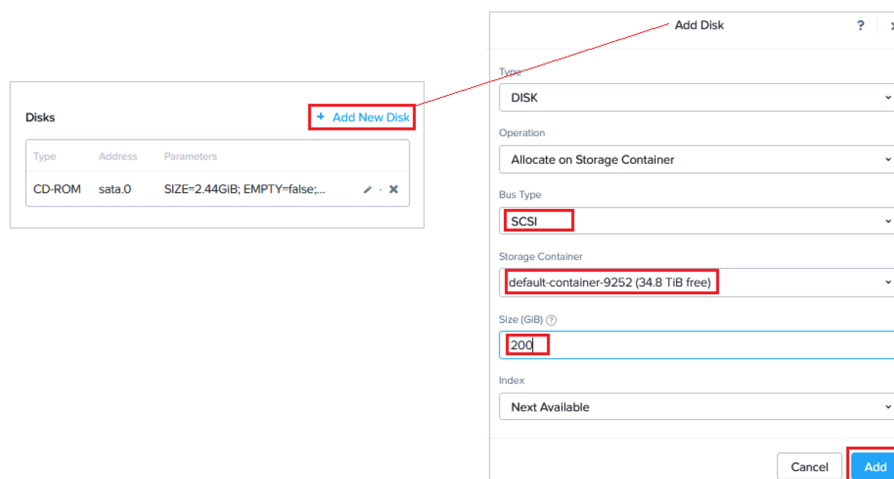 Disks
+ Add New Disk
Type Address Parameters
CD-ROM sata.0 SIZE=2.44GiB; EMPTY=false;...
Add Disk
?
Type
DISK
Operation
Allocate on Storage Container
Bus Type
SCSI
Storage Container
default-container-9252 (34.8 TiB free)
Size (GiB) ?
200
Index
Next Available
Cancel Add